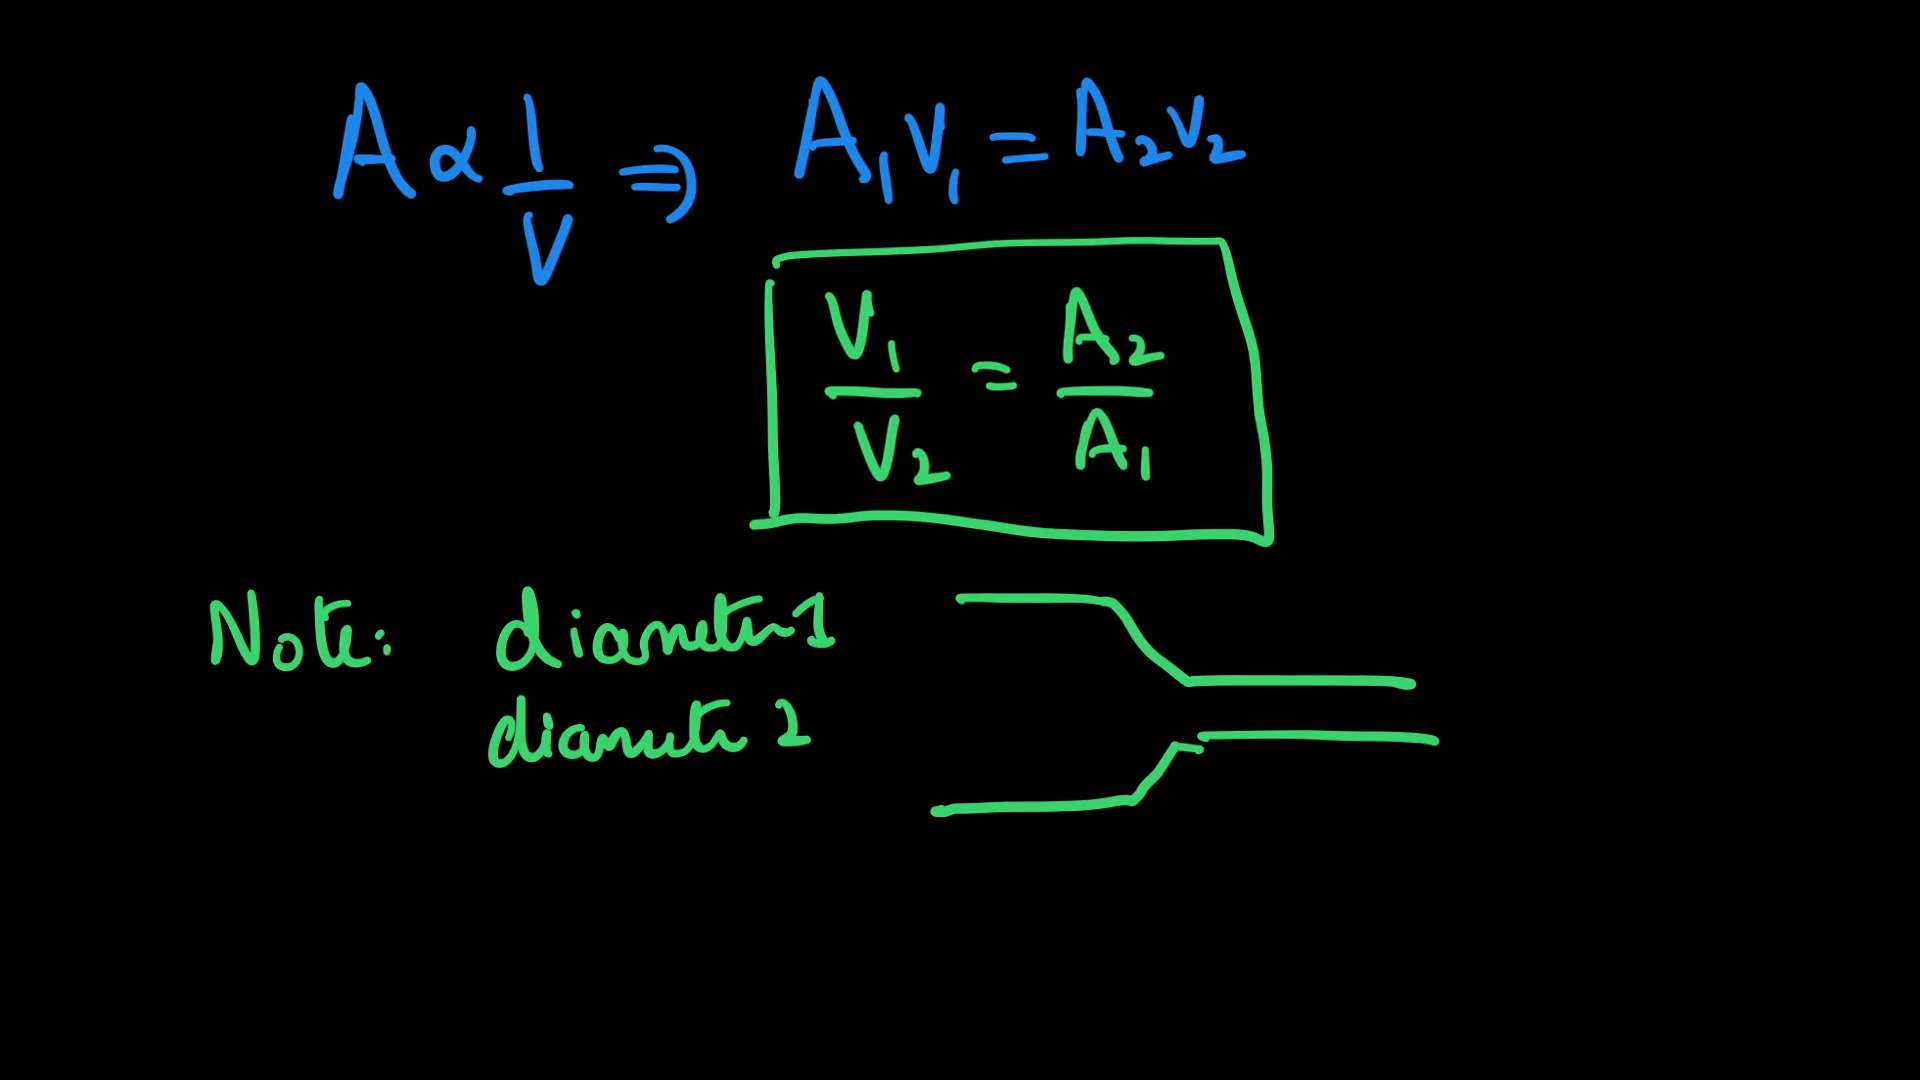 A ∝ 1/V ⇒ A₁V₁ = A₂V₂
V₁/V₂ = A₂/A₁
Note: diameter 1
diameter 2